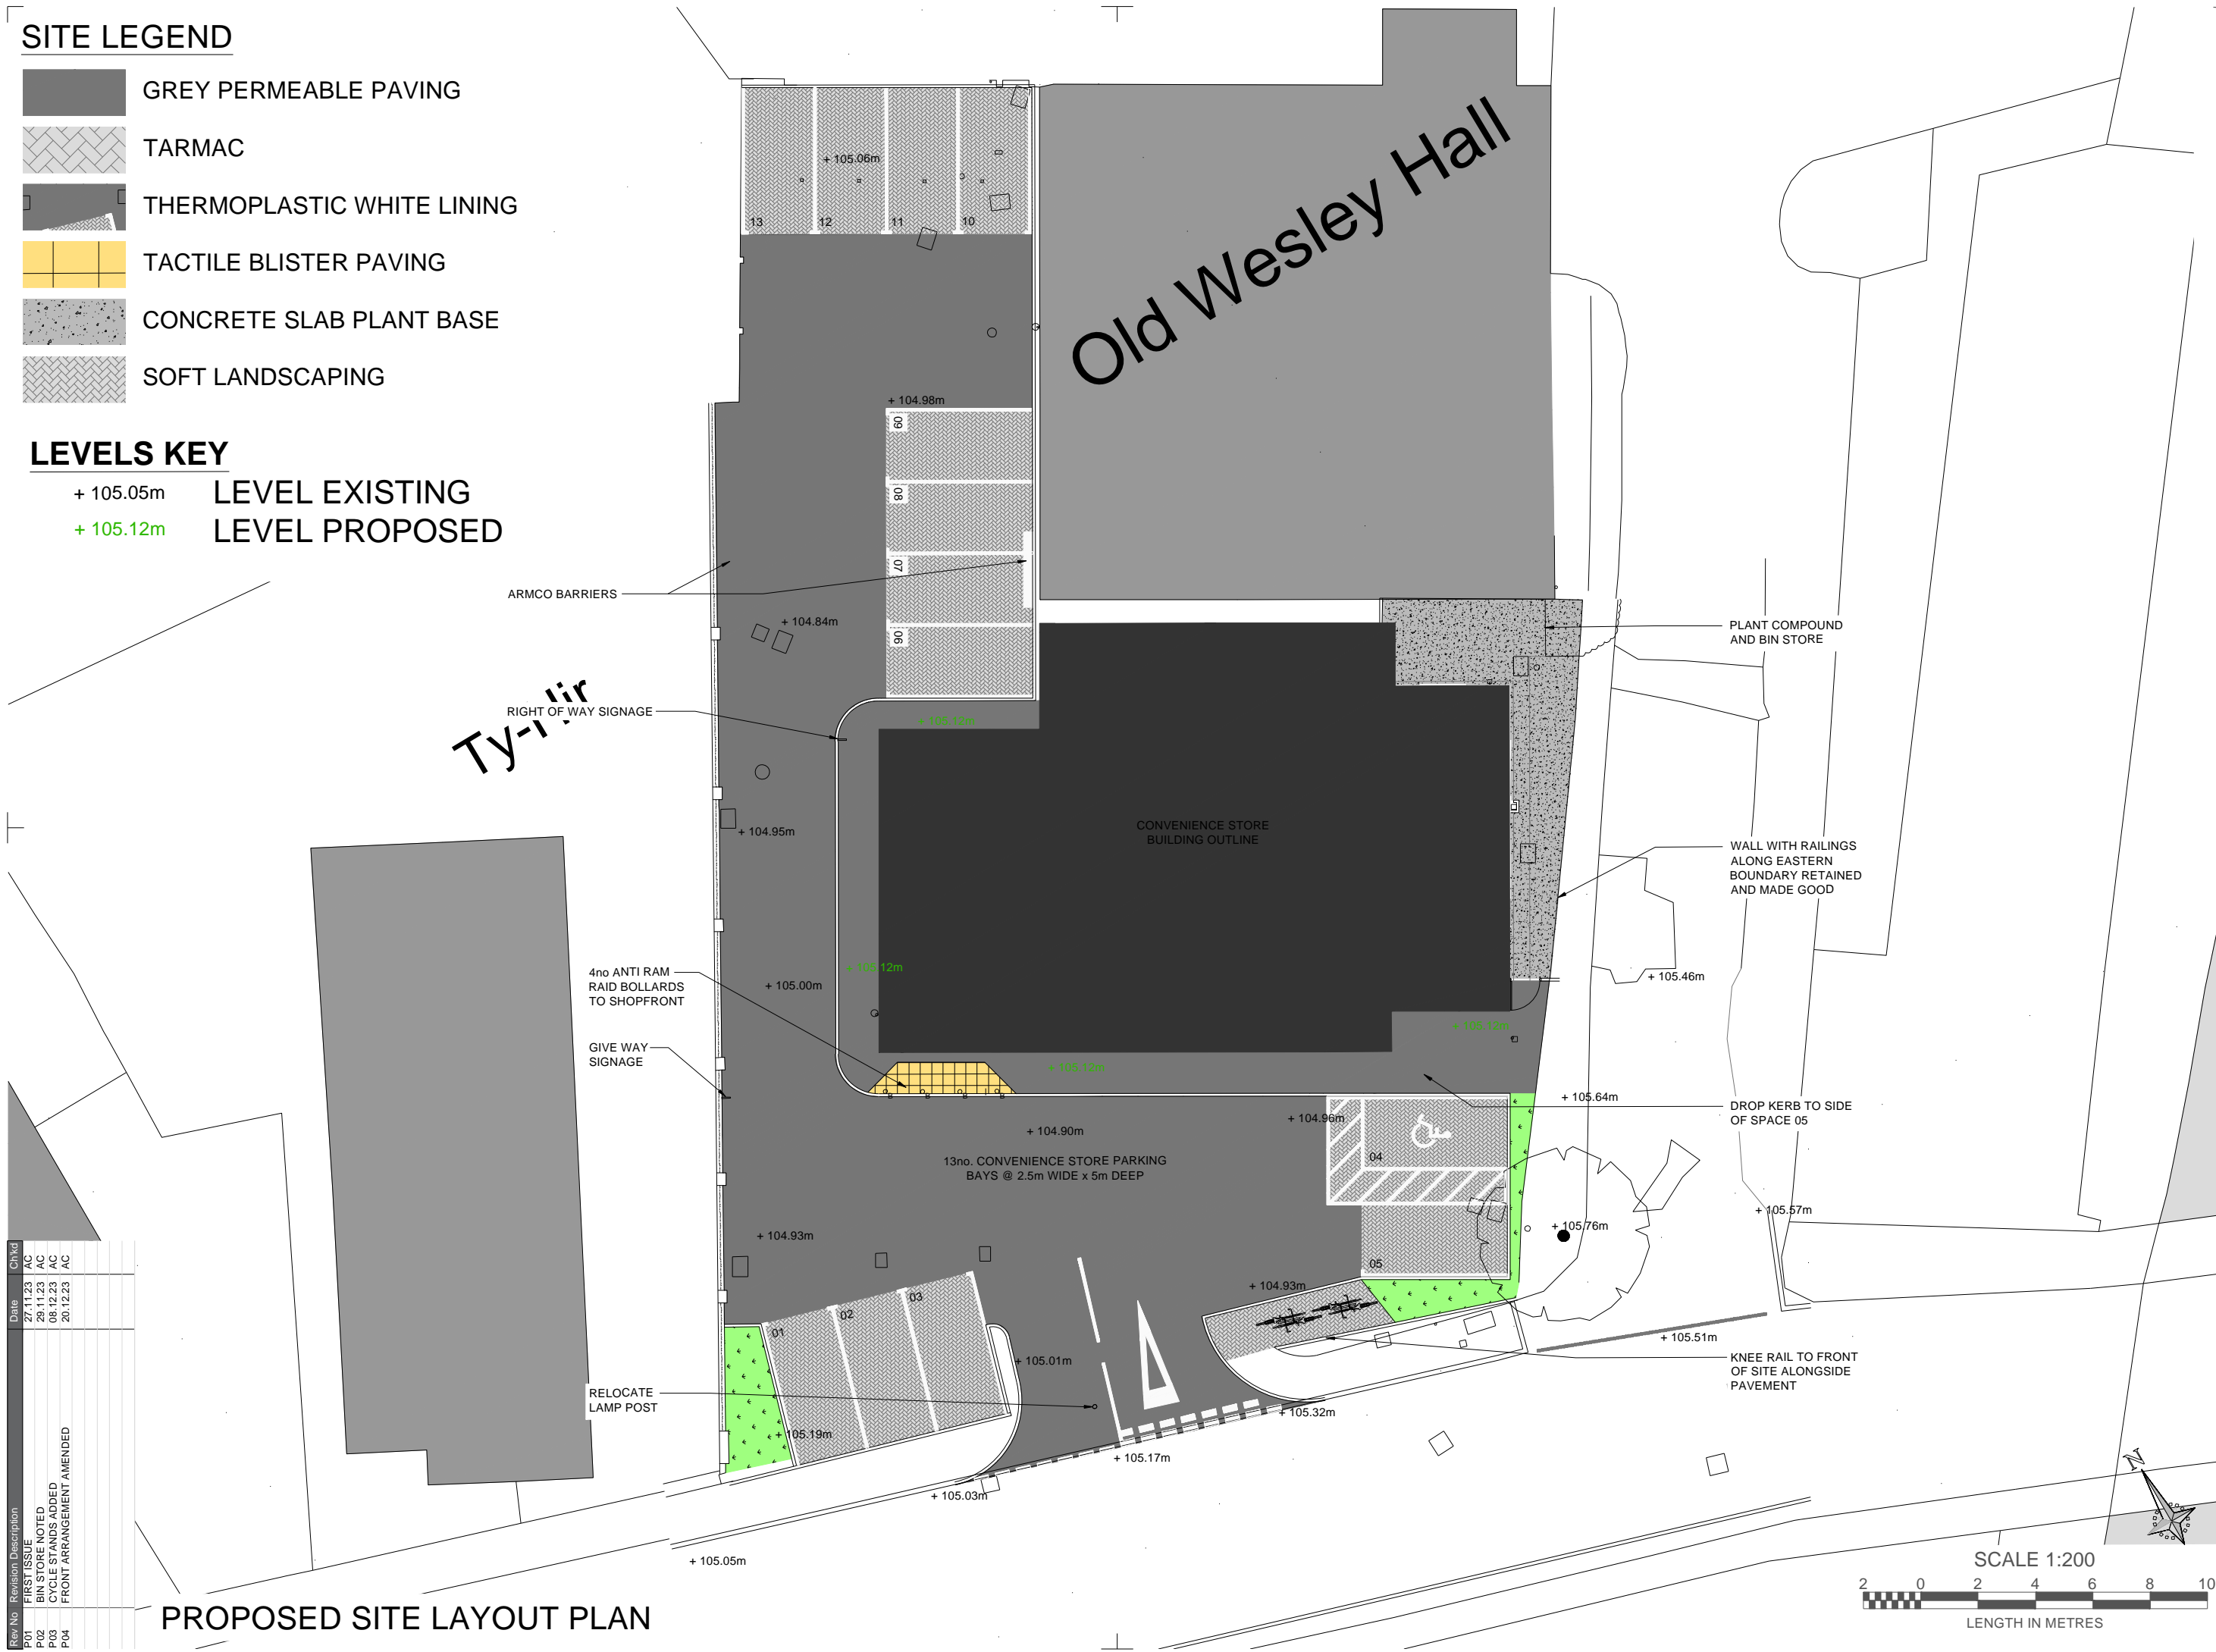 SITE LEGEND
GREY PERMEABLE PAVING
TARMAC
THERMOPLASTIC WHITE LINING
TACTILE BLISTER PAVING
CONCRETE SLAB PLANT BASE
SOFT LANDSCAPING
LEVELS KEY
+ 105.05m LEVEL EXISTING
+ 105.12m LEVEL PROPOSED
Old Wesley Hall
+ 105.06m
13
12
11
10
+ 104.98m
09
08
07
06
ARMCO BARRIERS
+ 104.84m
PLANT COMPOUND
AND BIN STORE
RIGHT OF WAY SIGNAGE
+ 104.95m
CONVENIENCE STORE
BUILDING OUTLINE
WALL WITH RAILINGS
ALONG EASTERN
BOUNDARY RETAINED
AND MADE GOOD
4no ANTI RAM
RAID BOLLARDS
TO SHOPFRONT
+ 105.00m
+ 105.12m
+ 105.46m
GIVE WAY
SIGNAGE
+ 105.64m
DROP KERB TO SIDE
OF SPACE 05
+ 104.96m
+ 104.90m
13no. CONVENIENCE STORE PARKING
BAYS @ 2.5m WIDE x 5m DEEP
04
+ 105.57m
+ 105.76m
+ 104.93m
05
+ 104.93m
03
02
01
+ 105.51m
+ 105.01m
KNEE RAIL TO FRONT
OF SITE ALONGSIDE
PAVEMENT
RELOCATE
LAMP POST
+ 105.32m
+ 105.19m
+ 105.17m
+ 105.03m
+ 105.05m
Rev No Revision Description Date Ch'kd
P01 FIRST ISSUE 27.11.23 AC
P02 BIN STORE NOTED 29.11.23 AC
P03 CYCLE STANDS ADDED 08.12.23 AC
P04 FRONT ARRANGEMENT AMENDED 20.12.23 AC
PROPOSED SITE LAYOUT PLAN
N
SCALE 1:200
2 0 2 4 6 8 10
LENGTH IN METRES